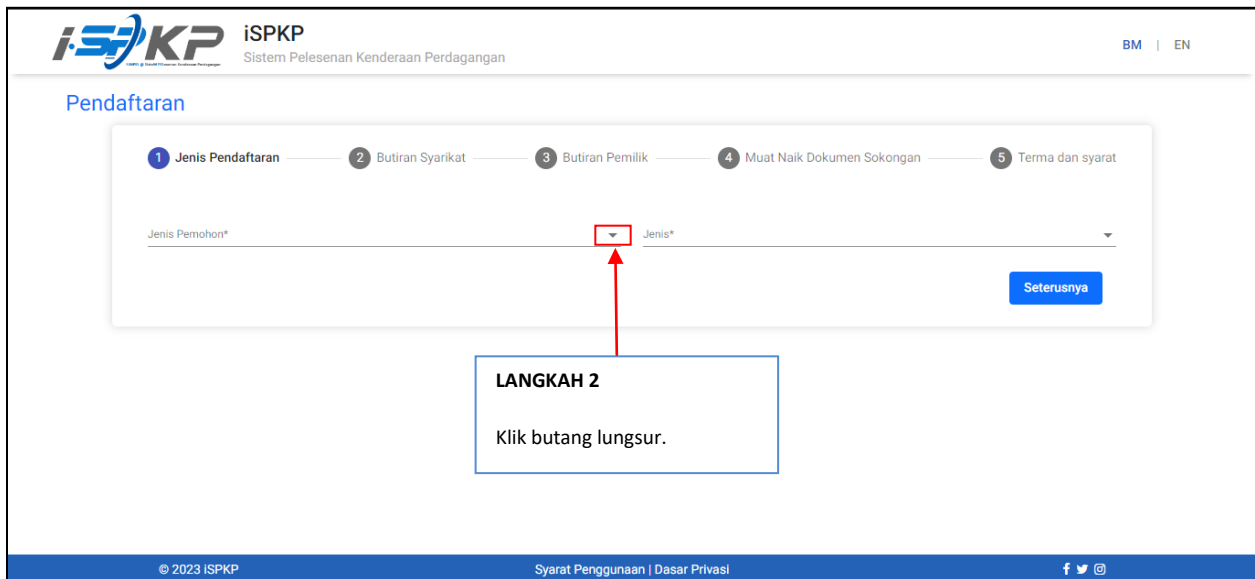 i-SPKP
iSPKP
Sistem Pelesenan Kenderaan Perdagangan
BM | EN
Pendaftaran
1 Jenis Pendaftaran
2 Butiran Syarikat
3 Butiran Pemilik
4 Muat Naik Dokumen Sokongan
5 Terma dan syarat
Jenis Pemohon*
Jenis*
Seterusnya
LANGKAH 2
Klik butang lungsur.
© 2023 iSPKP
Syarat Penggunaan | Dasar Privasi